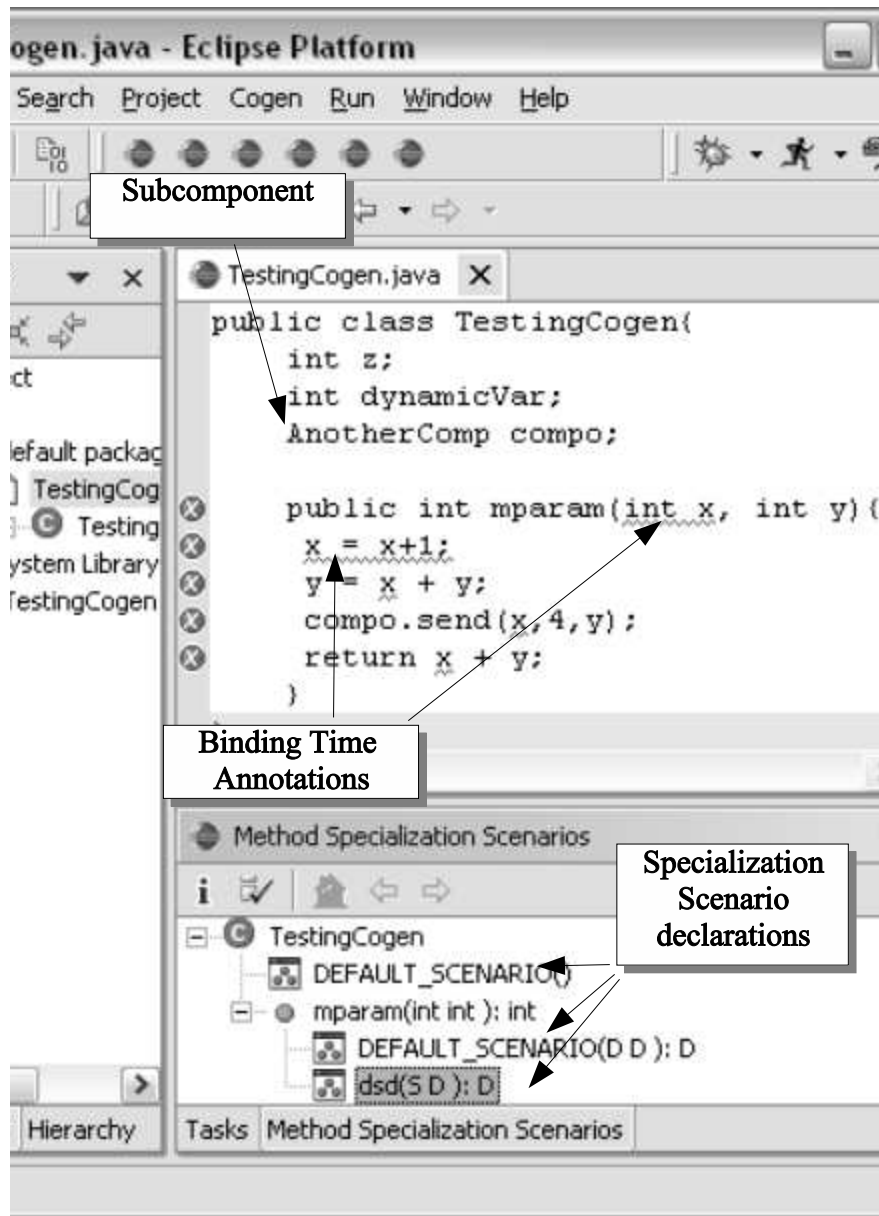 ogen.java - Eclipse Platform
Search Project Cogen Run Window Help
010
10
Subcomponent
TestingCogen.java
public class TestingCogen{
int z;
int dynamicVar;
AnotherComp compo;
public int mparam(int x, int y){
x = x+1;
y = x + y;
compo.send(x,4,y);
return x + y;
}
ct
efault packag
TestingCog
C Testing
ystem Library
TestingCogen
Binding Time
Annotations
Method Specialization Scenarios
Specialization
Scenario
declarations
i
C TestingCogen
DEFAULT_SCENARIO()
mparam(int int ): int
DEFAULT_SCENARIO(D D ): D
dsd(S D ): D
Hierarchy
Tasks Method Specialization Scenarios